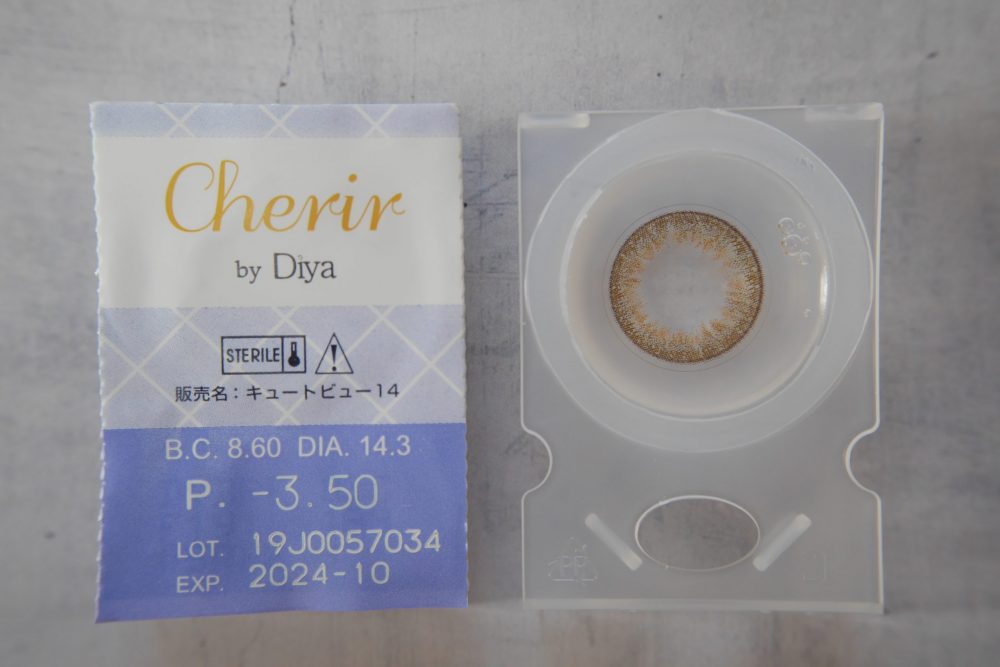 Cherir
by Diya
STERILE
販売名：キュートビュー14
B.C. 8.60 DIA. 14.3
P. -3.50
LOT. 19J0057034
EXP. 2024-10
PP